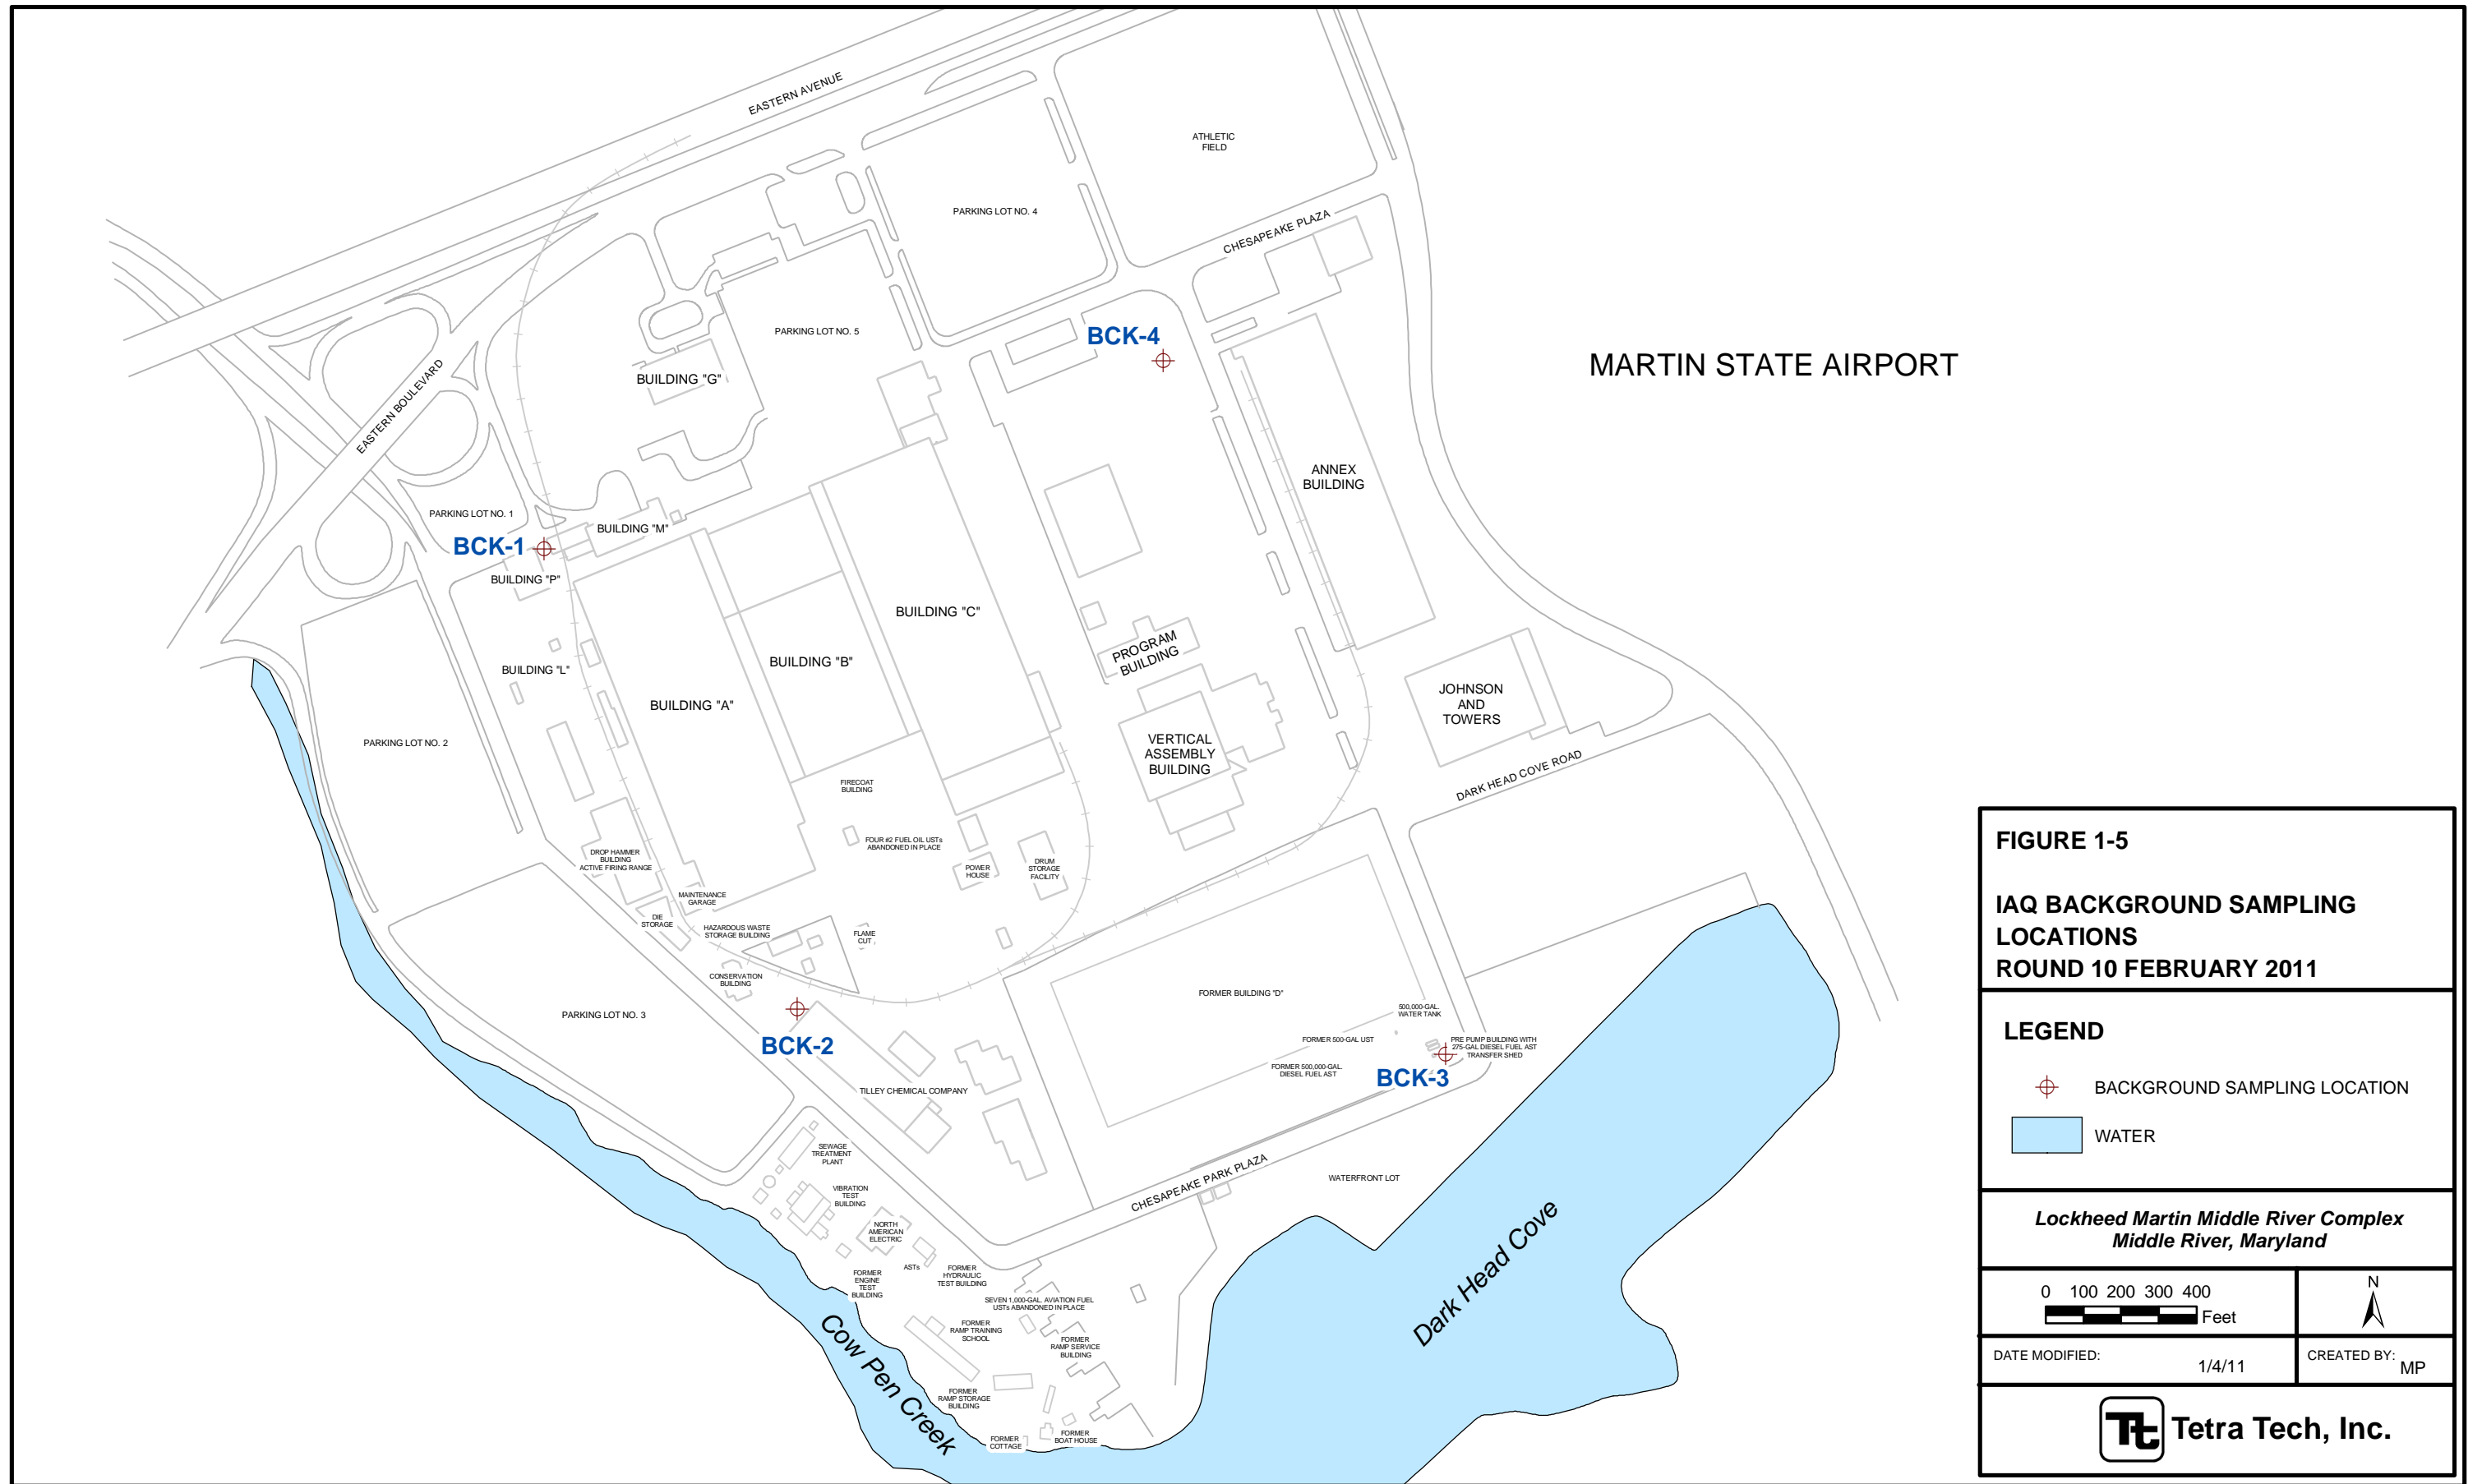 EASTERN AVENUE
ATHLETIC
FIELD
PARKING LOT NO. 4
CHESAPEAKE PLAZA
PARKING LOT NO. 5
BCK-4
MARTIN STATE AIRPORT
BUILDING "G"
EASTERN BOULEVARD
ANNEX
BUILDING
PARKING LOT NO. 1
BUILDING "M"
BCK-1
BUILDING "P"
BUILDING "C"
PROGRAM
BUILDING
BUILDING "B"
BUILDING "L"
BUILDING "A"
JOHNSON
AND
TOWERS
PARKING LOT NO. 2
VERTICAL
ASSEMBLY
BUILDING
DARK HEAD COVE ROAD
FIRECOAT
BUILDING
FOUR #2 FUEL OIL USTs
ABANDONED IN PLACE
DROP HAMMER
BUILDING
ACTIVE FIRING RANGE
POWER
HOUSE
DRUM
STORAGE
FACILITY
MAINTENANCE
GARAGE
DIE
STORAGE
HAZARDOUS WASTE
STORAGE BUILDING
FLAME
CUT
CONSERVATION
BUILDING
FORMER BUILDING "D"
500,000-GAL.
WATER TANK
PARKING LOT NO. 3
BCK-2
FORMER 500-GAL UST
PRE PUMP BUILDING WITH
275-GAL DIESEL FUEL AST
TRANSFER SHED
FORMER 500,000-GAL.
DIESEL FUEL AST
BCK-3
TILLEY CHEMICAL COMPANY
SEWAGE
TREATMENT
PLANT
CHESAPEAKE PARK PLAZA
WATERFRONT LOT
VIBRATION
TEST
BUILDING
NORTH
AMERICAN
ELECTRIC
ASTs
FORMER
ENGINE
TEST
BUILDING
FORMER
HYDRAULIC
TEST BUILDING
SEVEN 1,000-GAL. AVIATION FUEL
USTs ABANDONED IN PLACE
FORMER
RAMP TRAINING
SCHOOL
FORMER
RAMP SERVICE
BUILDING
Dark Head Cove
Cow Pen Creek
FORMER
RAMP STORAGE
BUILDING
FORMER
COTTAGE
FORMER
BOAT HOUSE
FIGURE 1-5
IAQ BACKGROUND SAMPLING
LOCATIONS
ROUND 10 FEBRUARY 2011
LEGEND
BACKGROUND SAMPLING LOCATION
WATER
Lockheed Martin Middle River Complex
Middle River, Maryland
0 100 200 300 400
Feet
N
DATE MODIFIED: 1/4/11
CREATED BY: MP
Tt Tetra Tech, Inc.